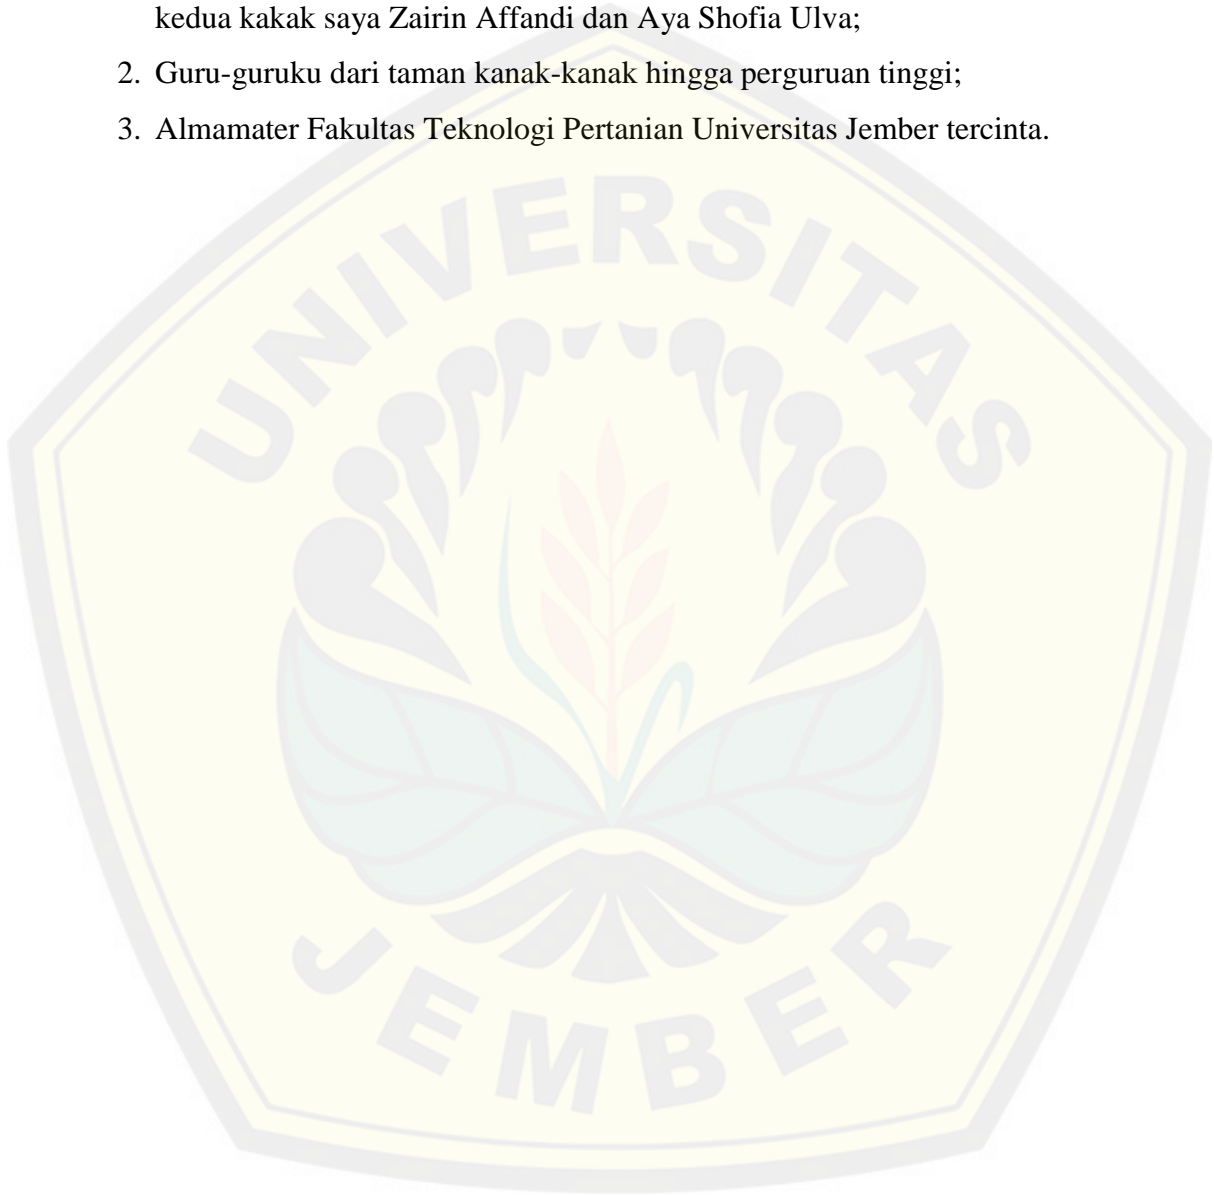 kedua kakak saya Zairin Affandi dan Aya Shofia Ulva;
2. Guru-guruku dari taman kanak-kanak hingga perguruan tinggi;
3. Almamater Fakultas Teknologi Pertanian Universitas Jember tercinta.
UNIVERSITAS
JEMBER